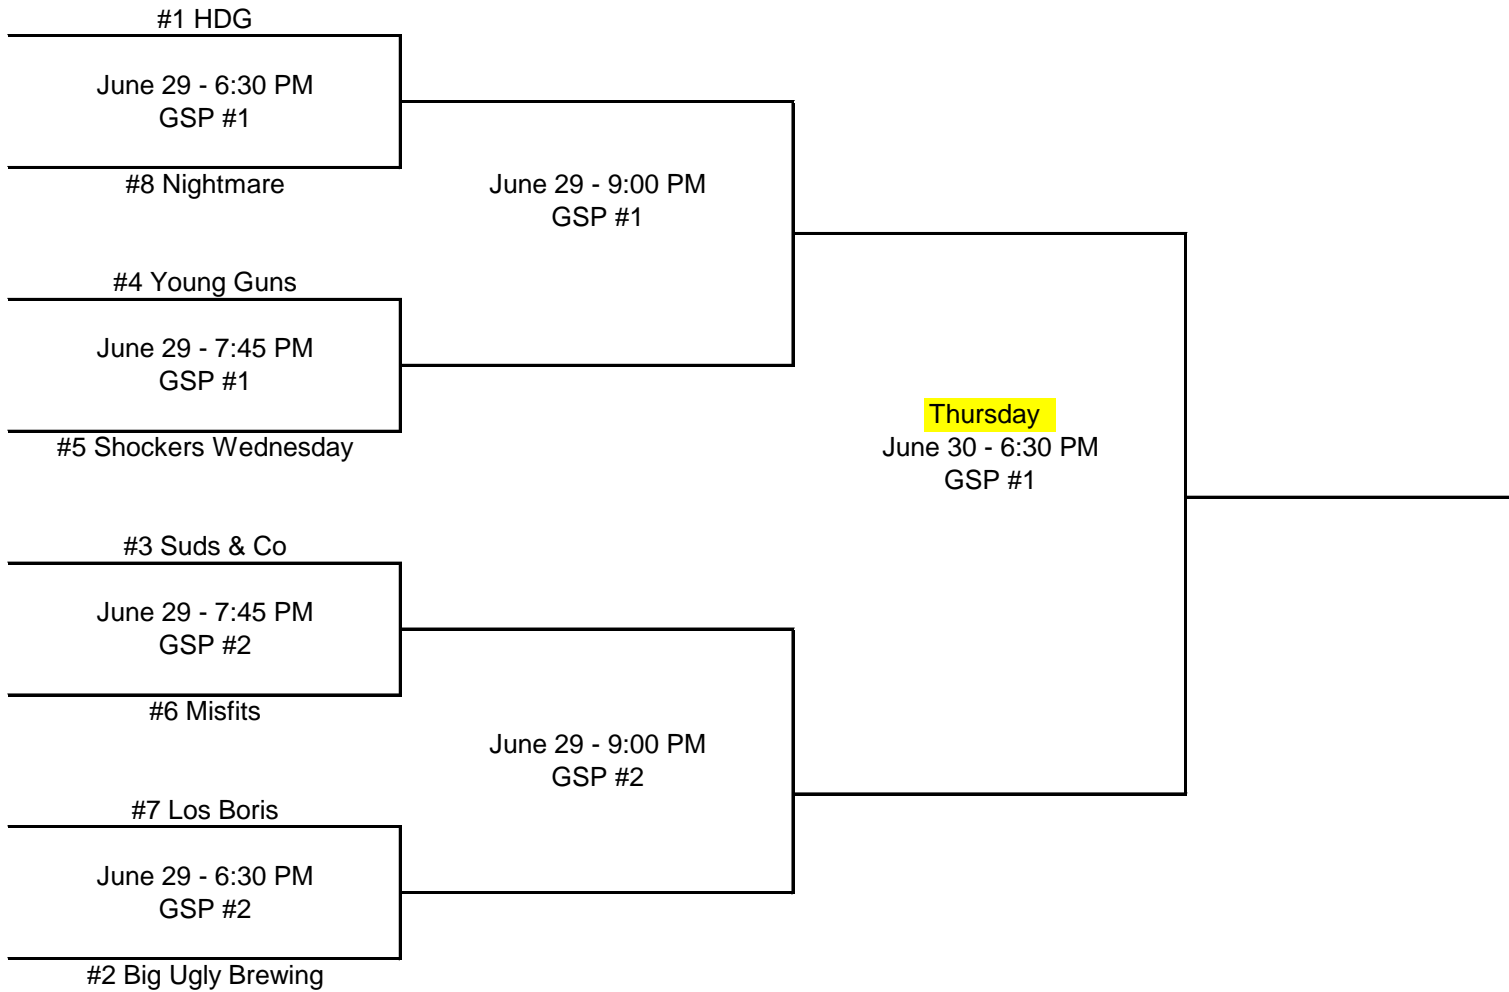 #1 HDG
June 29 - 6:30 PM
GSP #1
#8 Nightmare
June 29 - 9:00 PM
GSP #1
#4 Young Guns
June 29 - 7:45 PM
GSP #1
#5 Shockers Wednesday
Thursday
June 30 - 6:30 PM
GSP #1
#3 Suds & Co
June 29 - 7:45 PM
GSP #2
#6 Misfits
June 29 - 9:00 PM
GSP #2
#7 Los Boris
June 29 - 6:30 PM
GSP #2
#2 Big Ugly Brewing